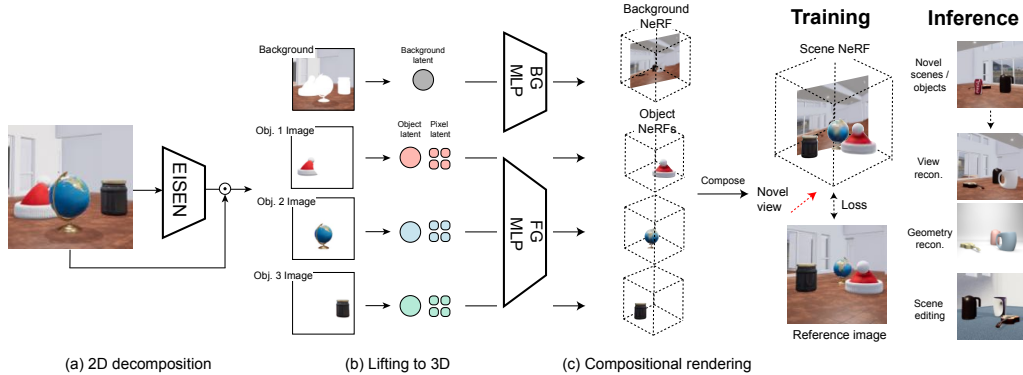 Background
Background
latent
EISEN
Obj. 1 Image
Object
latent
Pixel
latent
Obj. 2 Image
Obj. 3 Image
BG
MLP
FG
MLP
Background
NeRF
Object
NeRFs
Compose
Training
Scene NeRF
Novel
view
Loss
Reference image
Inference
Novel
scenes /
objects
View
recon.
Geometry
recon.
Scene
editing
(a) 2D decomposition
(b) Lifting to 3D
(c) Compositional rendering